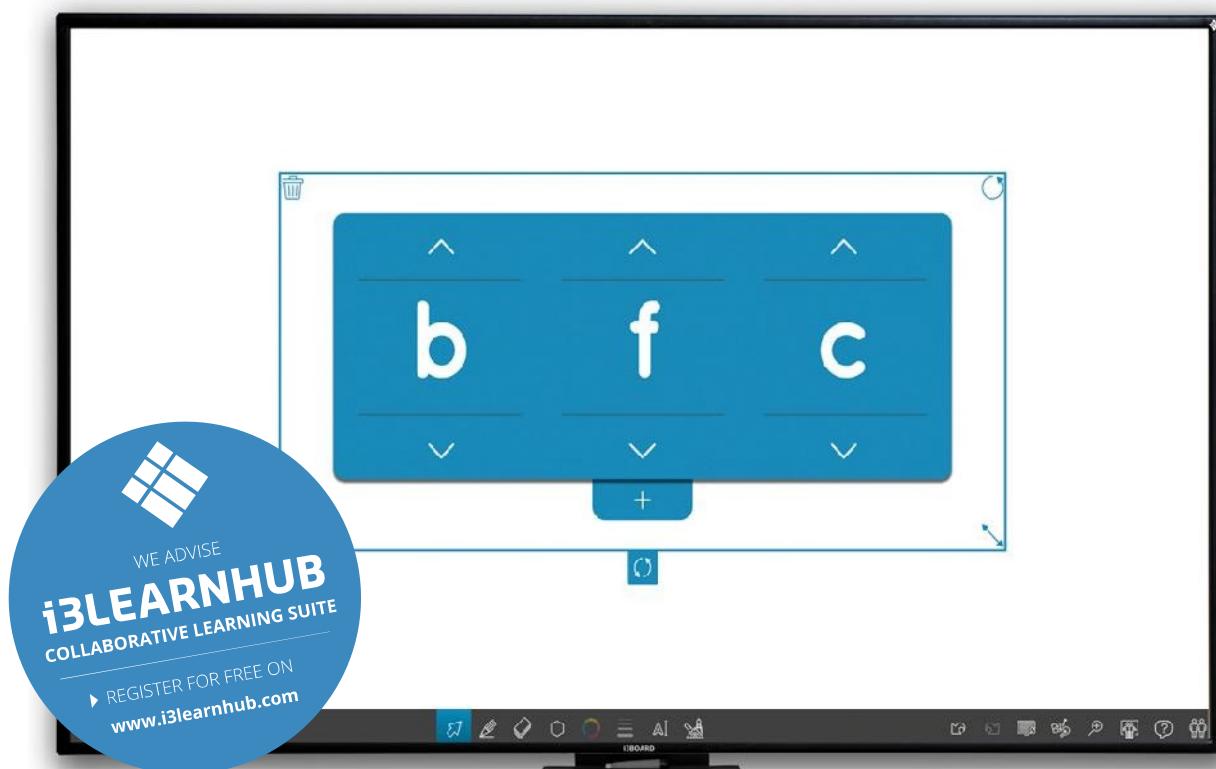 b f c
WE ADVISE
i3LEARNHUB
COLLABORATIVE LEARNING SUITE
REGISTER FOR FREE ON
www.i3learnhub.com
A
i3BOARD